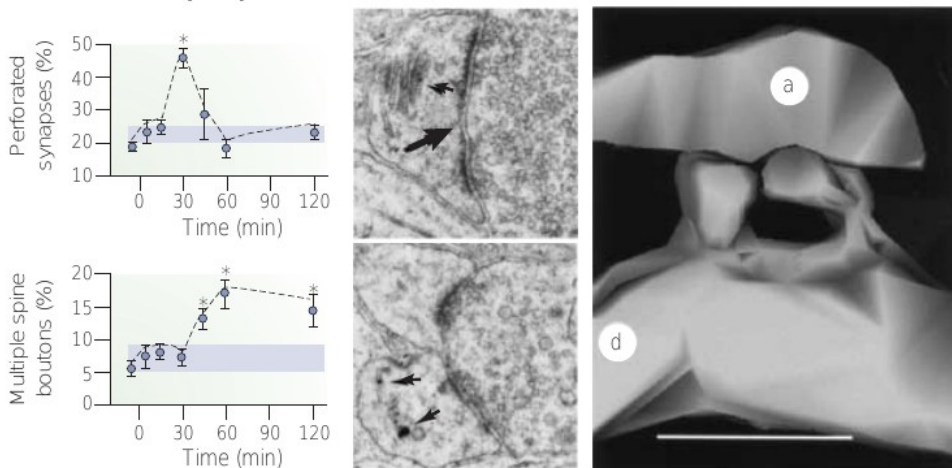 Perforated
synapses (%)
50
40
30
20
10
*
0 30 60 90 120
Time (min)
Multiple spine
boutons (%)
20
15
10
5
0
* * *
0 30 60 90 120
Time (min)
a
d